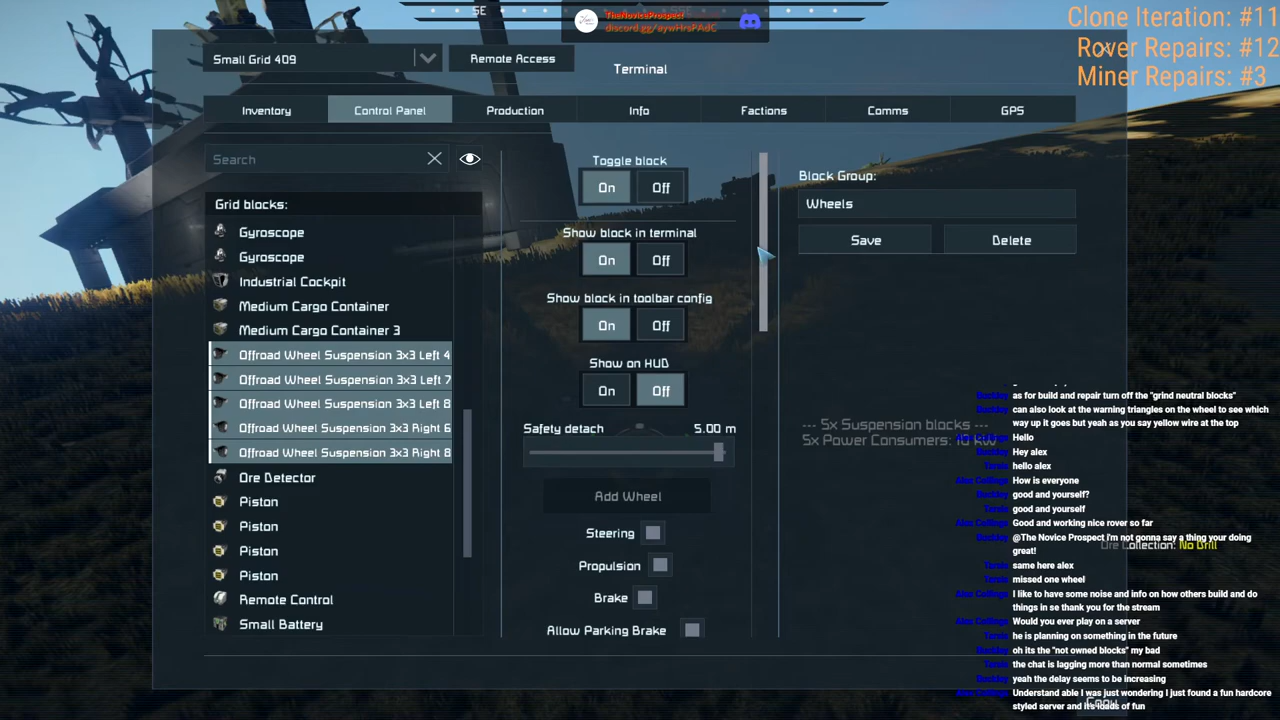 SE
TheNoviceProspect
discord.gg/aywHrsPAdC
Clone Iteration: #11
Rover Repairs: #12
Miner Repairs: #3
Small Grid 409
Remote Access
Terminal
Inventory
Control Panel
Production
Info
Factions
Comms
GPS
Search
Grid blocks:
Gyroscope
Gyroscope
Industrial Cockpit
Medium Cargo Container
Medium Cargo Container 3
Offroad Wheel Suspension 3x3 Left 4
Offroad Wheel Suspension 3x3 Left 7
Offroad Wheel Suspension 3x3 Left 8
Offroad Wheel Suspension 3x3 Right 6
Offroad Wheel Suspension 3x3 Right 8
Ore Detector
Piston
Piston
Piston
Piston
Remote Control
Small Battery
Toggle block
On Off
Show block in terminal
On Off
Show block in toolbar config
On Off
Show on HUD
On Off
Safety detach 5.00 m
Add Wheel
Steering
Propulsion
Brake
Allow Parking Brake
Block Group:
Wheels
Save Delete
--- 5x Suspension blocks ---
5x Power Consumers: kW
as for build and repair turn off the "grind neutral blocks"
can also look at the warning triangles on the wheel to see which
way up it goes but yeah as you say yellow wire at the top
Hello
Hey alex
hello alex
How is everyone
good and yourself?
good and yourself
Good and working nice rover so far
@The Novice Prospect I'm not gonna say a thing your doing
great!
same here alex
missed one wheel
I like to have some noise and info on how others build and do
things in se thank you for the stream
Would you ever play on a server
he is planning on something in the future
oh its the "not owned blocks" my bad
the chat is lagging more than normal sometimes
yeah the delay seems to be increasing
Understand able I was just wondering I just found a fun hardcore
styled server and it's loads of fun
Ore Collection: No Drill
Copy